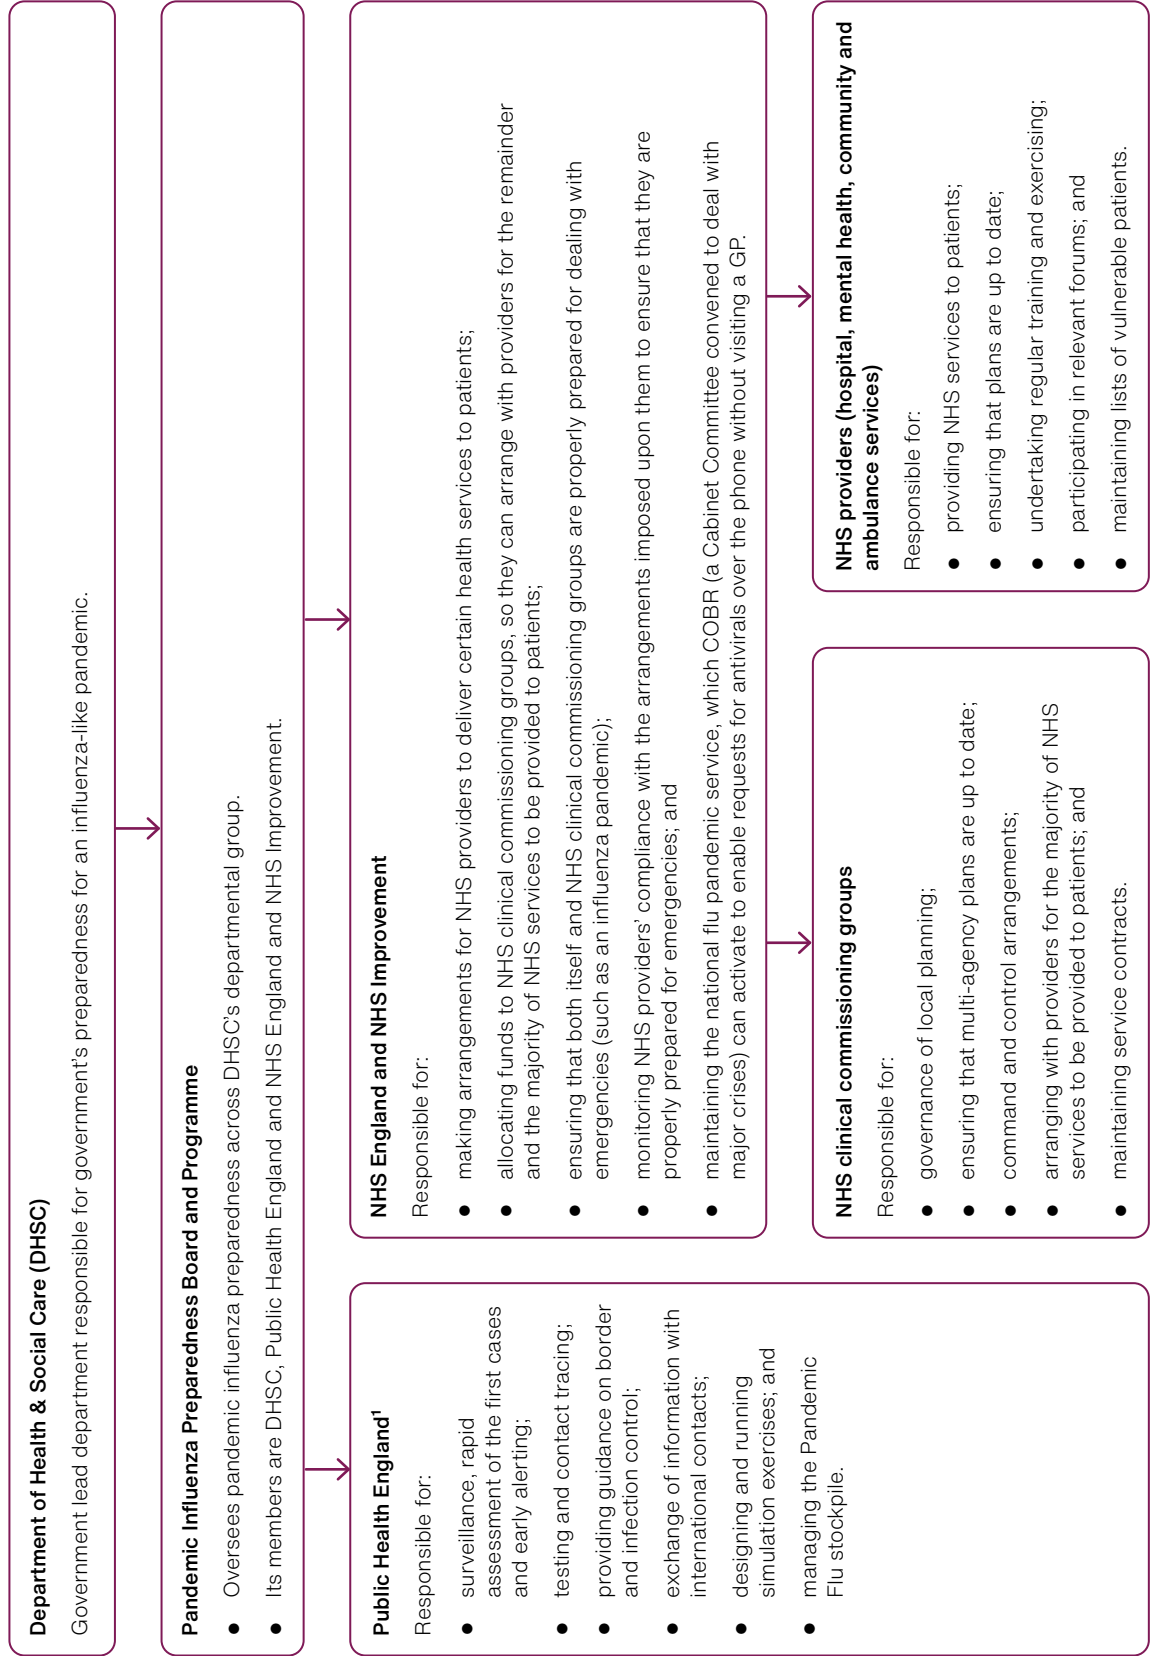 Department of Health & Social Care (DHSC)
Government lead department responsible for government's preparedness for an influenza-like pandemic.
Pandemic Influenza Preparedness Board and Programme
● Oversees pandemic influenza preparedness across DHSC's departmental group.
● Its members are DHSC, Public Health England and NHS England and NHS Improvement.
Public Health England¹
Responsible for:
● surveillance, rapid
assessment of the first cases
and early alerting;
● testing and contact tracing;
● providing guidance on border
and infection control;
● exchange of information with
international contacts;
● designing and running
simulation exercises; and
● managing the Pandemic
Flu stockpile.
NHS England and NHS Improvement
Responsible for:
● making arrangements for NHS providers to deliver certain health services to patients;
● allocating funds to NHS clinical commissioning groups, so they can arrange with providers for the remainder
and the majority of NHS services to be provided to patients;
● ensuring that both itself and NHS clinical commissioning groups are properly prepared for dealing with
emergencies (such as an influenza pandemic);
● monitoring NHS providers' compliance with the arrangements imposed upon them to ensure that they are
properly prepared for emergencies; and
● maintaining the national flu pandemic service, which COBR (a Cabinet Committee convened to deal with
major crises) can activate to enable requests for antivirals over the phone without visiting a GP.
NHS clinical commissioning groups
Responsible for:
● governance of local planning;
● ensuring that multi-agency plans are up to date;
● command and control arrangements;
● arranging with providers for the majority of NHS
services to be provided to patients; and
● maintaining service contracts.
NHS providers (hospital, mental health, community and
ambulance services)
Responsible for:
● providing NHS services to patients;
● ensuring that plans are up to date;
● undertaking regular training and exercising;
● participating in relevant forums; and
● maintaining lists of vulnerable patients.